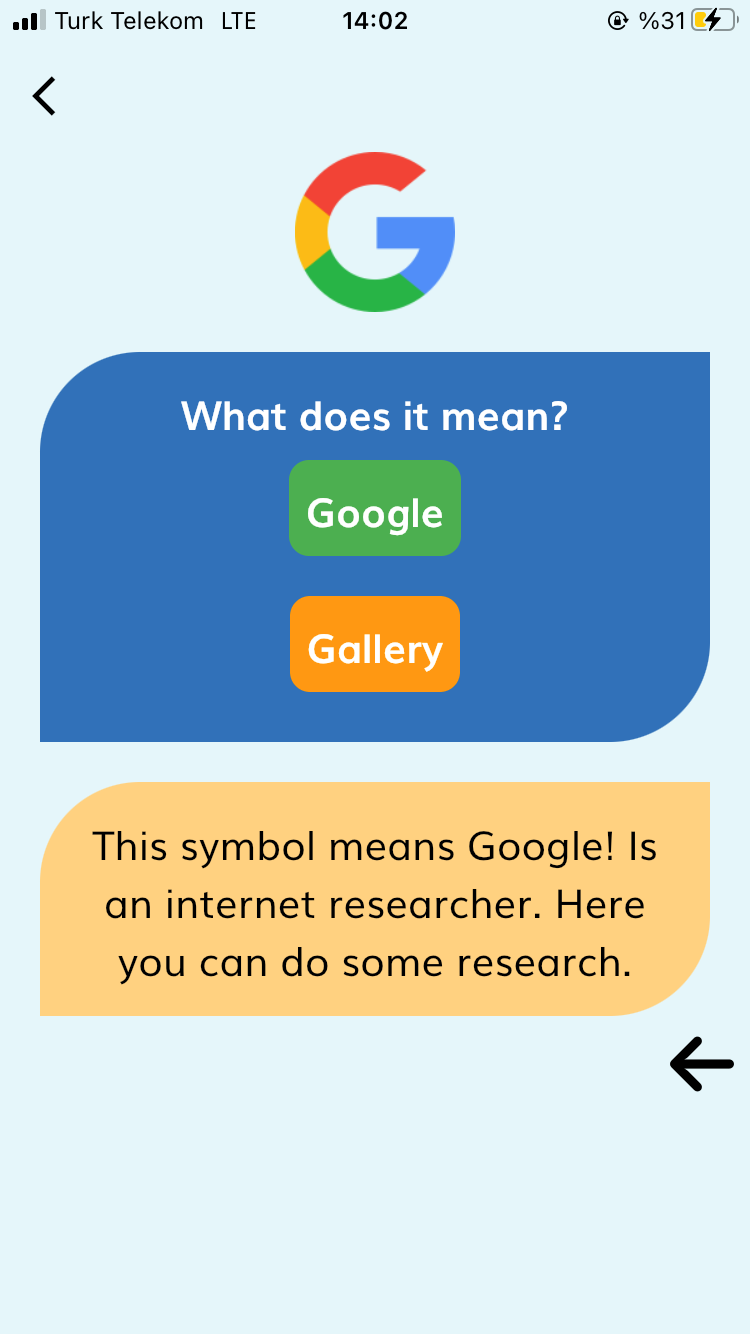 Turk Telekom LTE 14:02 %31
What does it mean?
Google
Gallery
This symbol means Google! Is
an internet researcher. Here
you can do some research.